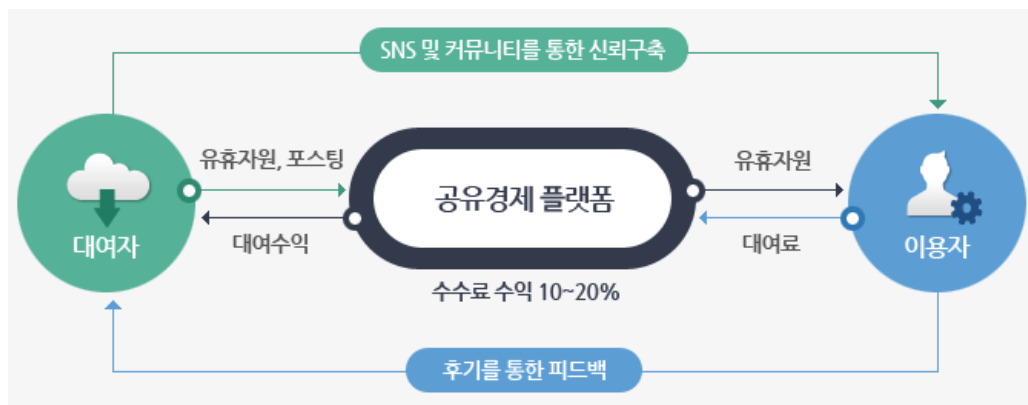 SNS 및 커뮤니티를 통한 신뢰구축
유휴자원, 포스팅
유휴자원
공유경제 플랫폼
대여자
대여수익
대여료
이용자
수수료 수익 10~20%
후기를 통한 피드백